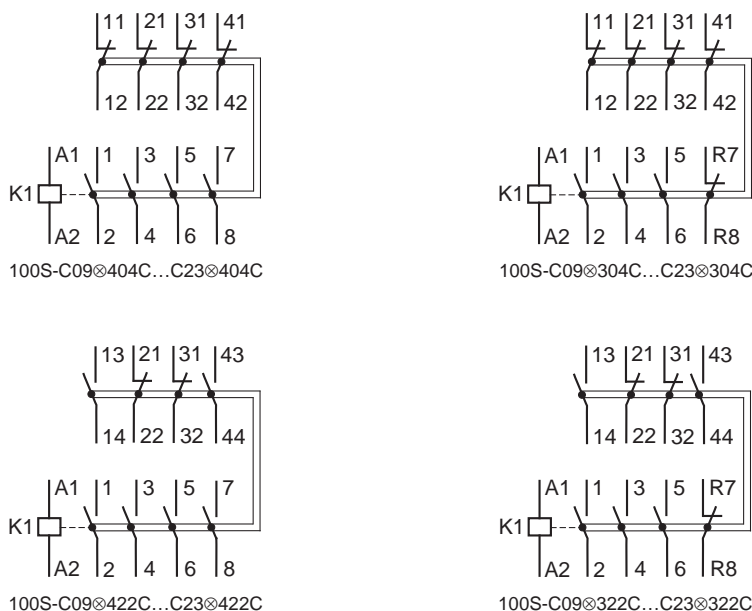 11 21 31 41
12 22 32 42
A1 1 3 5 7
K1
A2 2 4 6 8
100S-C09⊗404C…C23⊗404C
11 21 31 41
12 22 32 42
A1 1 3 5 R7
K1
A2 2 4 6 R8
100S-C09⊗304C…C23⊗304C
13 21 31 43
14 22 32 44
A1 1 3 5 7
K1
A2 2 4 6 8
100S-C09⊗422C…C23⊗422C
13 21 31 43
14 22 32 44
A1 1 3 5 R7
K1
A2 2 4 6 R8
100S-C09⊗322C…C23⊗322C